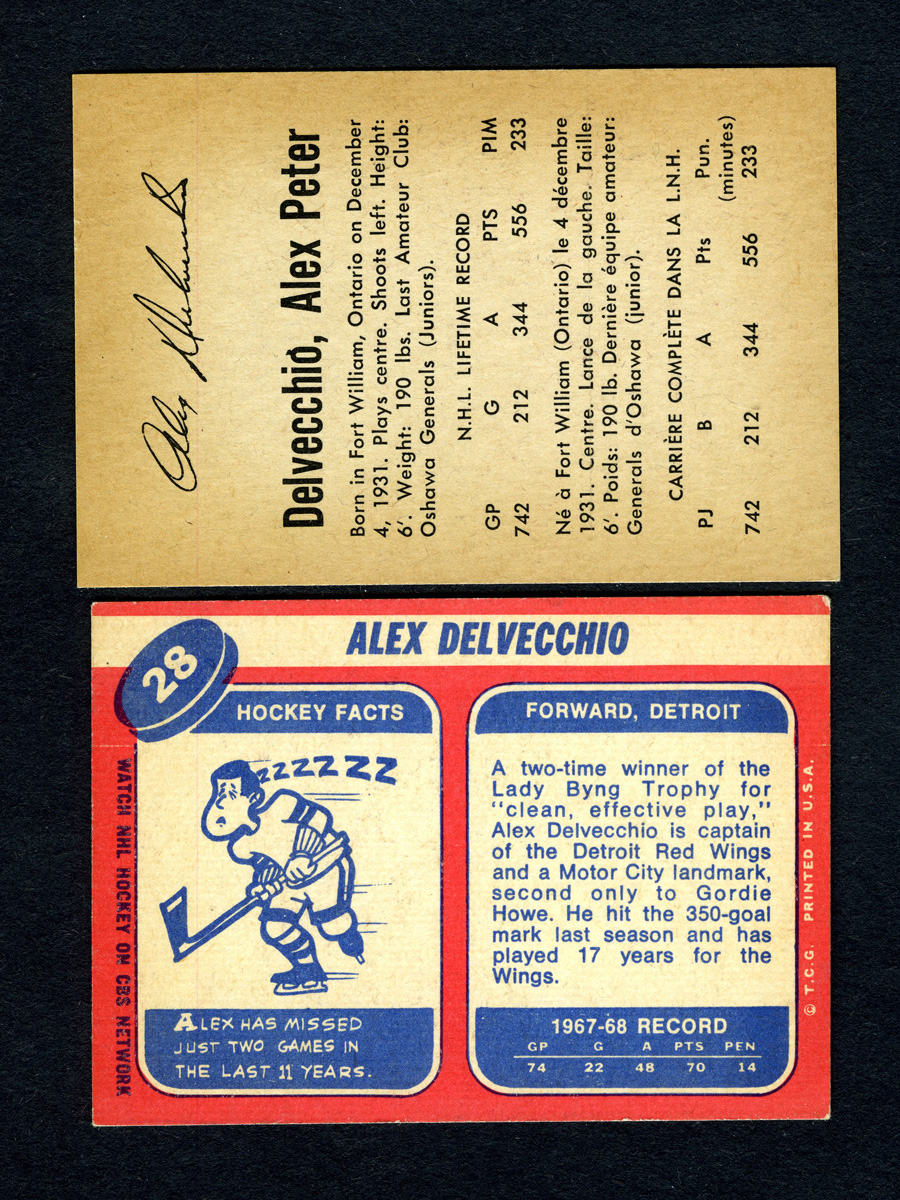 Alex Delvecchio
Delvecchio, Alex Peter
Born in Fort William, Ontario on December
4, 1931. Plays centre. Shoots left. Height:
6'. Weight: 190 lbs. Last Amateur Club:
Oshawa Generals (Juniors).
N.H.L. LIFETIME RECORD
GP G A PTS PIM
742 212 344 556 233
Né à Fort William (Ontario) le 4 décembre
1931. Centre. Lance de la gauche. Taille:
6'. Poids: 190 lb. Dernière équipe amateur:
Generals d'Oshawa (junior).
CARRIÈRE COMPLÈTE DANS LA L.N.H.
PJ B A Pts Pun.
(minutes)
742 212 344 556 233
28
ALEX DELVECCHIO
HOCKEY FACTS
ZZZZZZZ
ALEX HAS MISSED
JUST TWO GAMES IN
THE LAST 11 YEARS.
WATCH NHL HOCKEY ON CBS NETWORK
FORWARD, DETROIT
A two-time winner of the
Lady Byng Trophy for
"clean, effective play,"
Alex Delvecchio is captain
of the Detroit Red Wings
and a Motor City landmark,
second only to Gordie
Howe. He hit the 350-goal
mark last season and has
played 17 years for the
Wings.
1967-68 RECORD
GP G A PTS PEN
74 22 48 70 14
© T.C.G. PRINTED IN U.S.A.